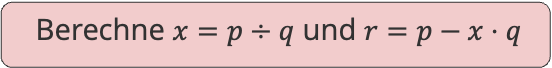 Berechne x = p ÷ q und r = p − x · q